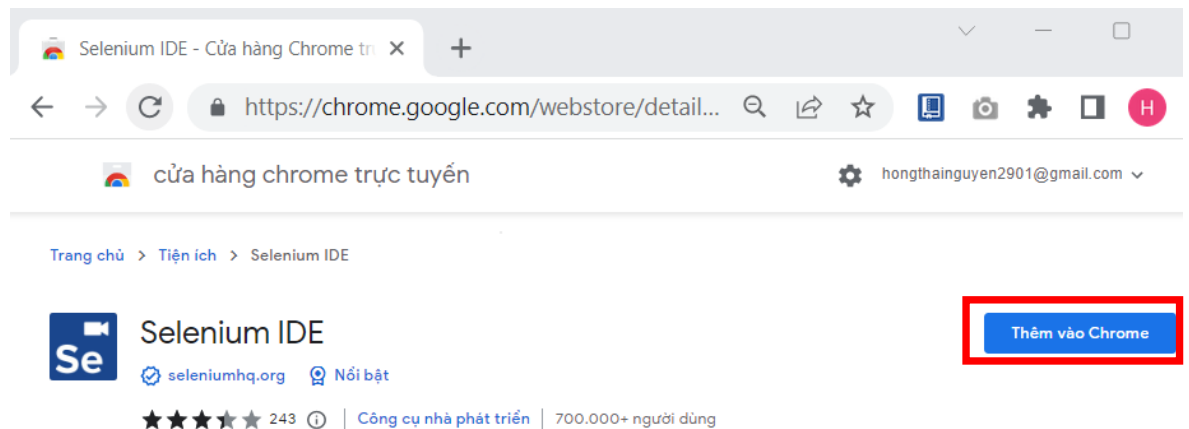 Selenium IDE - Cửa hàng Chrome tr
https://chrome.google.com/webstore/detail...
H
cửa hàng chrome trực tuyến
hongthainguyen2901@gmail.com
Trang chủ > Tiện ích > Selenium IDE
Se
Selenium IDE
Thêm vào Chrome
seleniumhq.org Nổi bật
243 Công cụ nhà phát triển 700.000+ người dùng